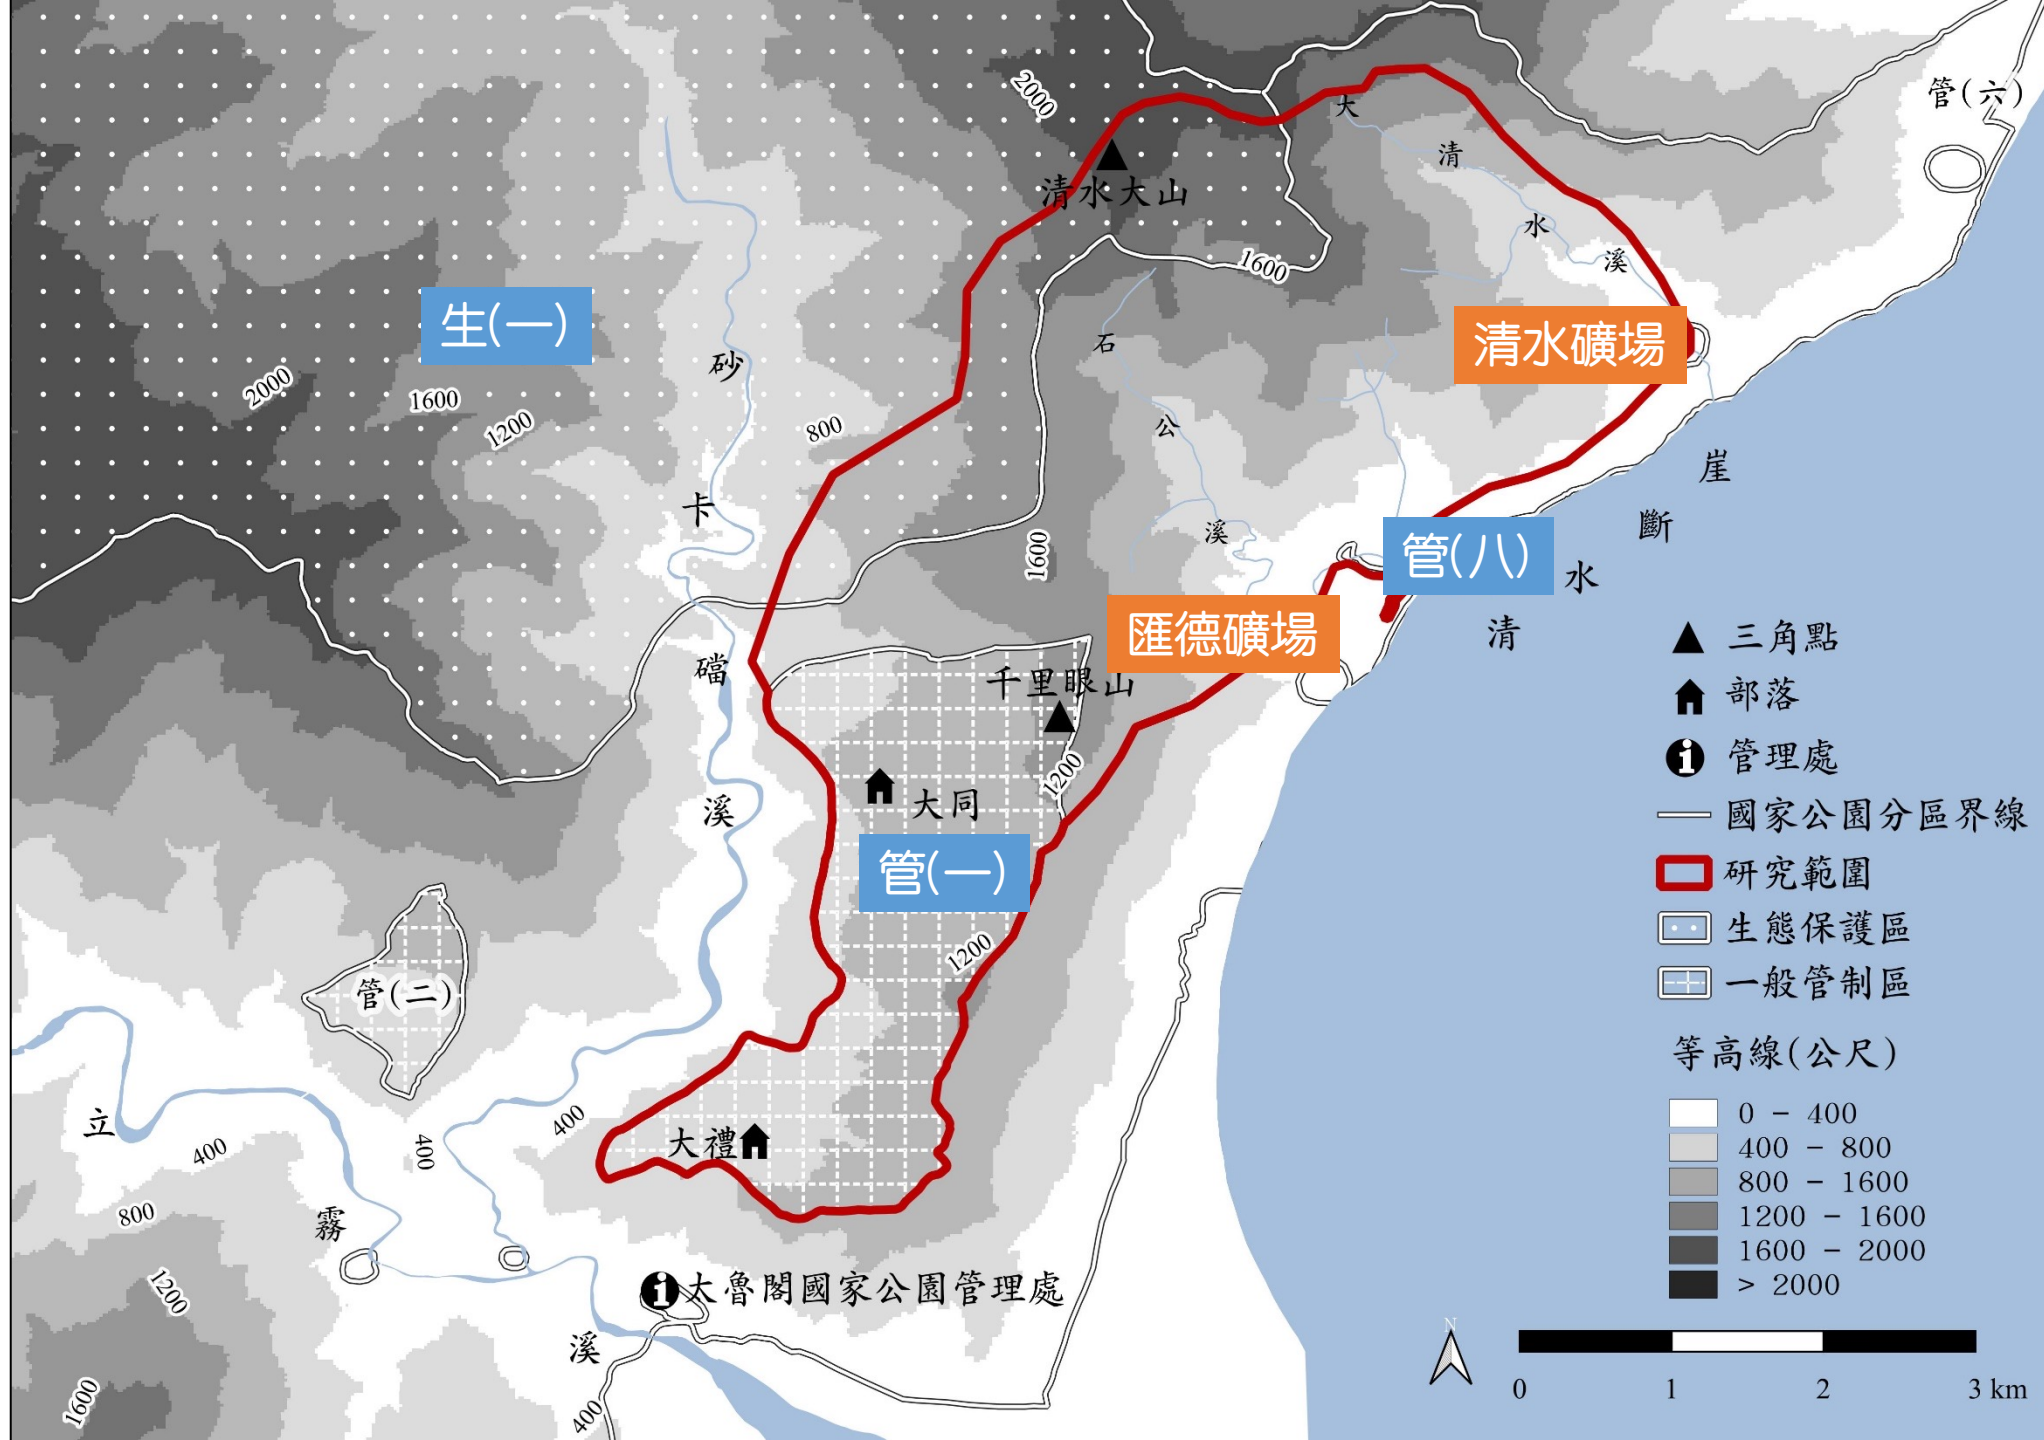 2000
管(六)
大
清
清水大山
水
溪
1600
生(一)
砂
石
清水礦場
2000
1600
1200
800
公
卡
崖
斷
溪
1600
管(八)
水
清
匯德礦場
礑
千里眼山
1200
大同
溪
管(一)
1200
管(二)
立
400
400
400
大禮
800
霧
1200
太魯閣國家公園管理處
溪
1600
400
三角點
部落
管理處
國家公園分區界線
研究範圍
生態保護區
一般管制區
等高線(公尺)
0 - 400
400 - 800
800 - 1600
1200 - 1600
1600 - 2000
> 2000
N
0 1 2 3 km